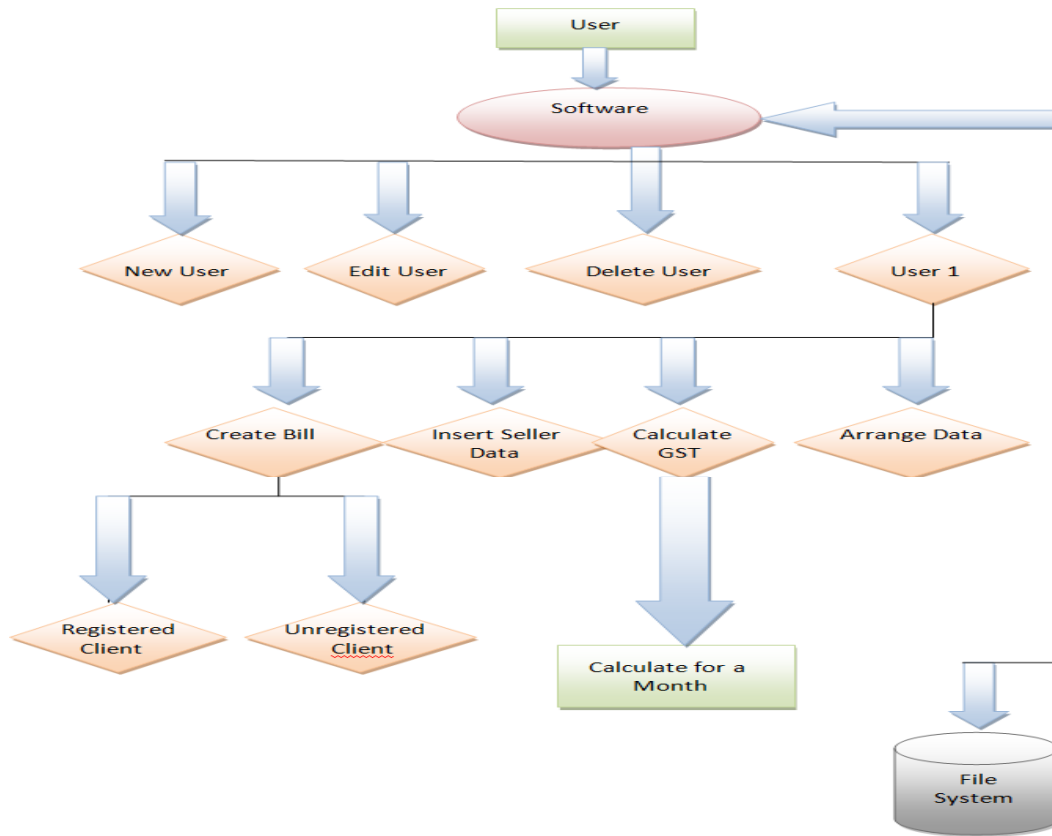 User
Software
New User
Edit User
Delete User
User 1
Create Bill
Insert Seller
Data
Calculate
GST
Arrange Data
Registered
Client
Unregistered
Client
Calculate for a
Month
File
System